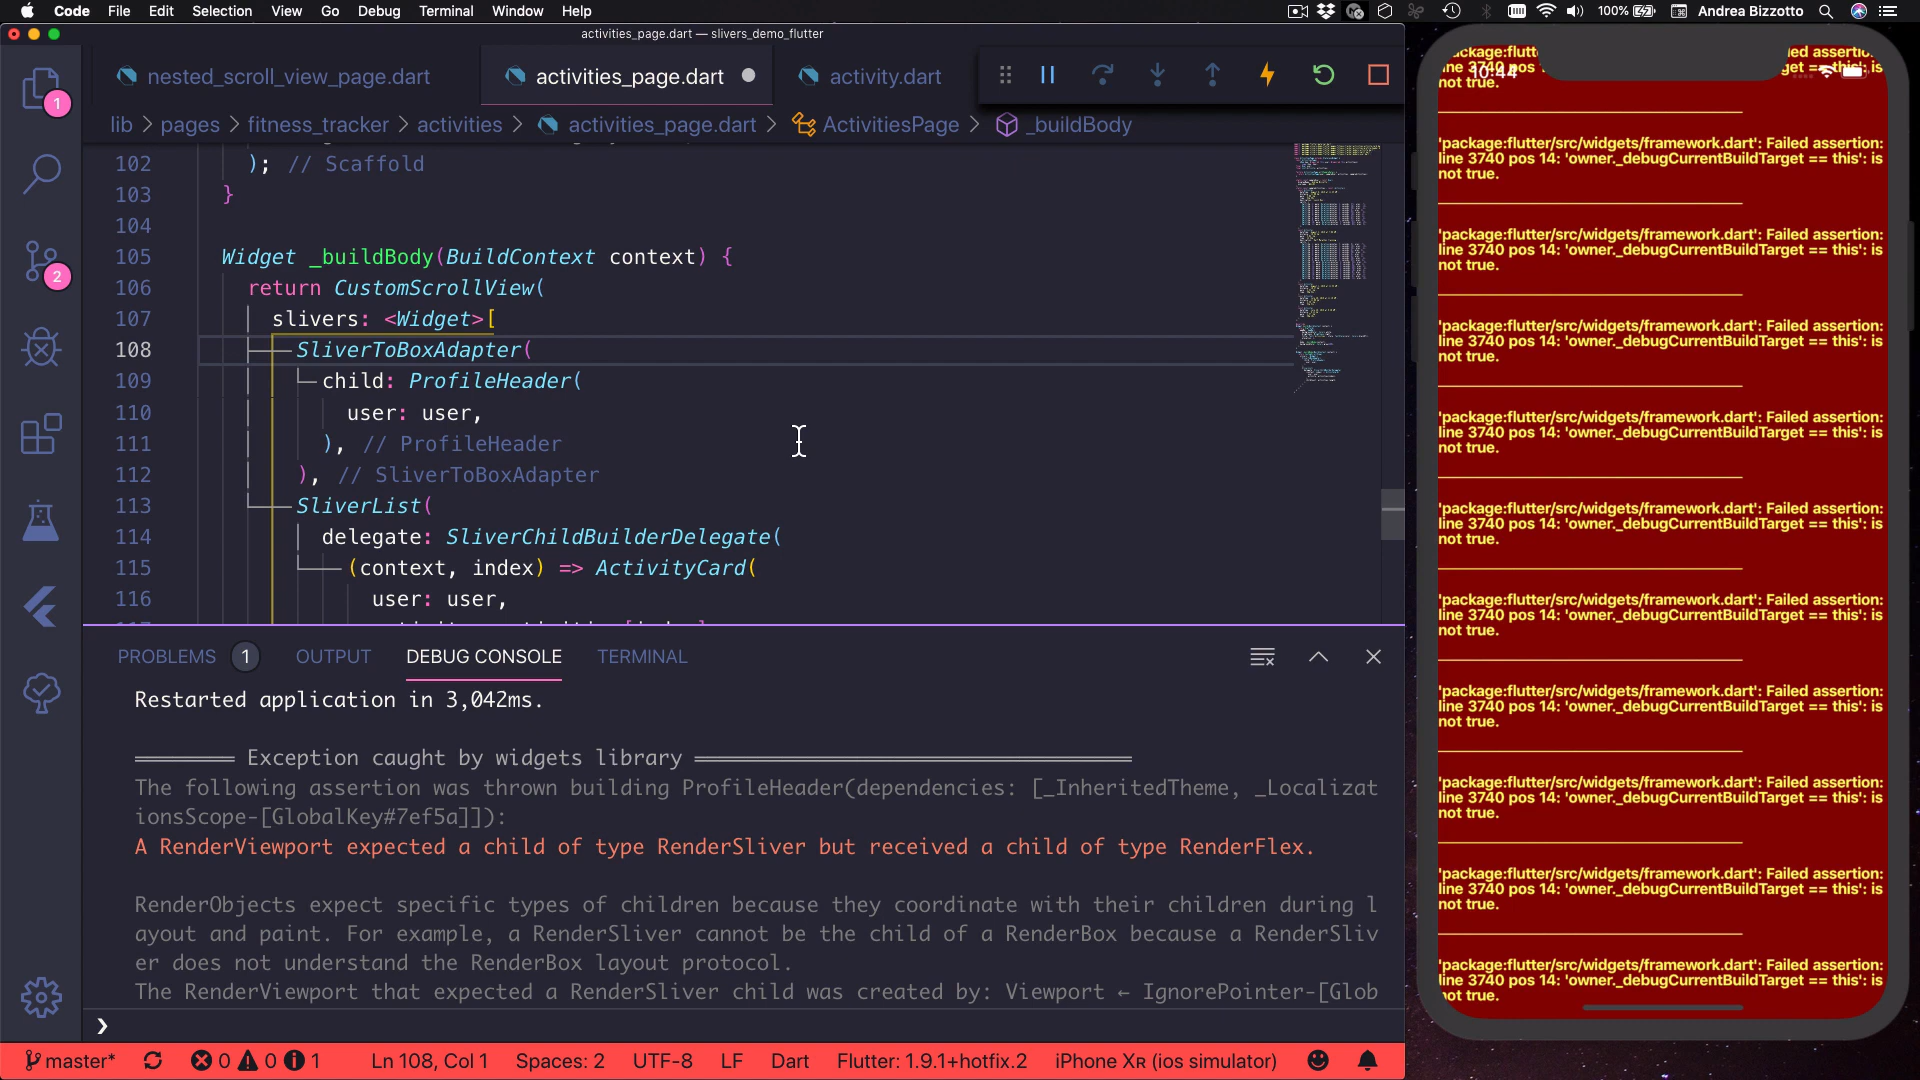 Code File Edit Selection View Go Debug Terminal Window Help 100% Andrea Bizzotto
activities_page.dart — slivers_demo_flutter
nested_scroll_view_page.dart activities_page.dart activity.dart
lib > pages > fitness_tracker > activities > activities_page.dart > ActivitiesPage > _buildBody
102 ); // Scaffold
103 }
104
105 Widget _buildBody(BuildContext context) {
106 return CustomScrollView(
107 slivers: <Widget>[
108 SliverToBoxAdapter(
109 child: ProfileHeader(
110 user: user,
111 ), // ProfileHeader
112 ), // SliverToBoxAdapter
113 SliverList(
114 delegate: SliverChildBuilderDelegate(
115 (context, index) => ActivityCard(
116 user: user,
PROBLEMS 1 OUTPUT DEBUG CONSOLE TERMINAL
Restarted application in 3,042ms.
════════ Exception caught by widgets library ═══════════════════════════════════
The following assertion was thrown building ProfileHeader(dependencies: [_InheritedTheme, _Localizat
ionsScope-[GlobalKey#7ef5a]]):
A RenderViewport expected a child of type RenderSliver but received a child of type RenderFlex.
RenderObjects expect specific types of children because they coordinate with their children during l
ayout and paint. For example, a RenderSliver cannot be the child of a RenderBox because a RenderSliv
er does not understand the RenderBox layout protocol.
The RenderViewport that expected a RenderSliver child was created by: Viewport ← IgnorePointer-[Glob
❯
master* 0 0 1 Ln 108, Col 1 Spaces: 2 UTF-8 LF Dart Flutter: 1.9.1+hotfix.2 iPhone XR (ios simulator)
1
2
10:44
not true.
'package:flutter/src/widgets/framework.dart': Failed assertion:
line 3740 pos 14: 'owner._debugCurrentBuildTarget == this': is
not true.
'package:flutter/src/widgets/framework.dart': Failed assertion:
line 3740 pos 14: 'owner._debugCurrentBuildTarget == this': is
not true.
'package:flutter/src/widgets/framework.dart': Failed assertion:
line 3740 pos 14: 'owner._debugCurrentBuildTarget == this': is
not true.
'package:flutter/src/widgets/framework.dart': Failed assertion:
line 3740 pos 14: 'owner._debugCurrentBuildTarget == this': is
not true.
'package:flutter/src/widgets/framework.dart': Failed assertion:
line 3740 pos 14: 'owner._debugCurrentBuildTarget == this': is
not true.
'package:flutter/src/widgets/framework.dart': Failed assertion:
line 3740 pos 14: 'owner._debugCurrentBuildTarget == this': is
not true.
'package:flutter/src/widgets/framework.dart': Failed assertion:
line 3740 pos 14: 'owner._debugCurrentBuildTarget == this': is
not true.
'package:flutter/src/widgets/framework.dart': Failed assertion:
line 3740 pos 14: 'owner._debugCurrentBuildTarget == this': is
not true.
'package:flutter/src/widgets/framework.dart': Failed assertion:
line 3740 pos 14: 'owner._debugCurrentBuildTarget == this': is
not true.
'package:flutter/src/widgets/framework.dart': Failed assertion:
line 3740 pos 14: 'owner._debugCurrentBuildTarget == this': is
not true.